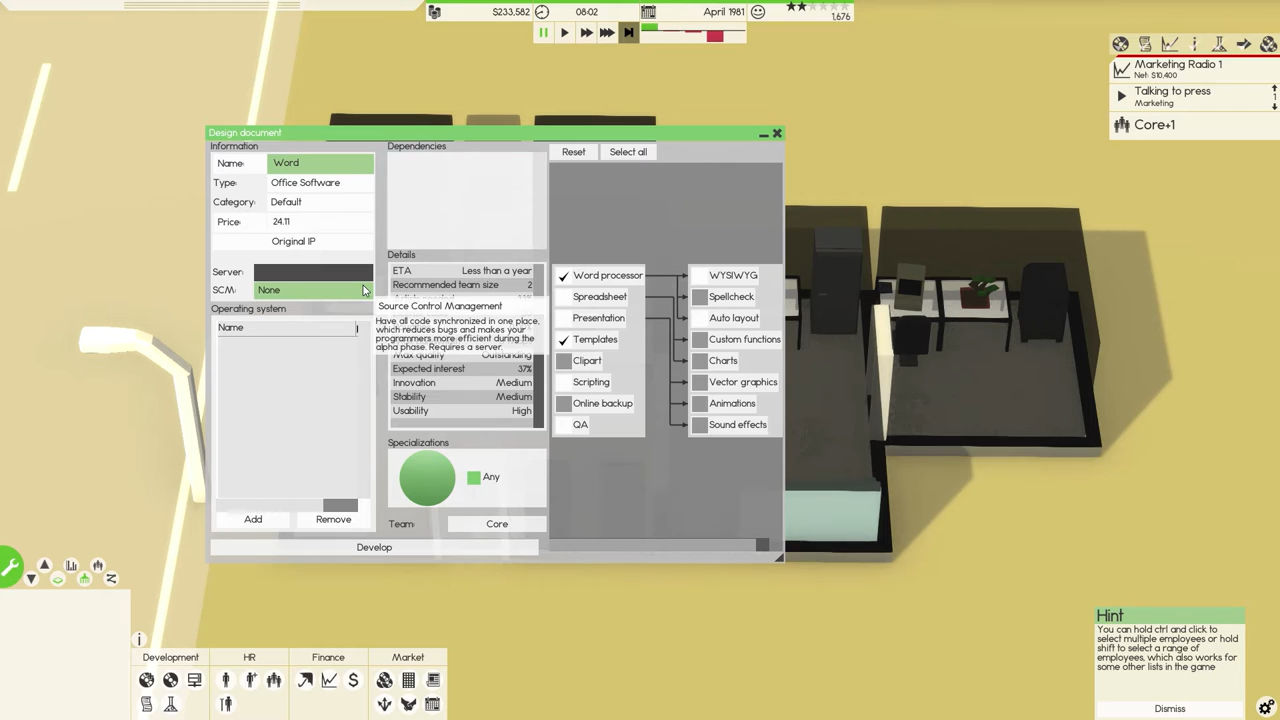 $233,582
08:02
April 1981
1,676
Marketing Radio 1
Net: $10,400
Talking to press
Marketing
1
Core+1
Design document
Information
Name: Word
Type: Office Software
Category: Default
Price: 24.11
Original IP
Server:
SCM: None
Operating system
Name
Add
Remove
Develop
Dependencies
Details
ETA Less than a year
Recommended team size 2
Source Control Management
Have all code synchronized in one place, which reduces bugs and makes your programmers more efficient during the alpha phase. Requires a server.
Max quality Outstanding
Expected interest 37%
Innovation Medium
Stability Medium
Usability High
Specializations
Any
Team: Core
Reset
Select all
Word processor
Spreadsheet
Presentation
Templates
Clipart
Scripting
Online backup
QA
WYSIWYG
Spellcheck
Auto layout
Custom functions
Charts
Vector graphics
Animations
Sound effects
Hint
You can hold ctrl and click to
select multiple employees or hold
shift to select a range of
employees, which also works for
some other lists in the game
Dismiss
Development
HR
Finance
Market